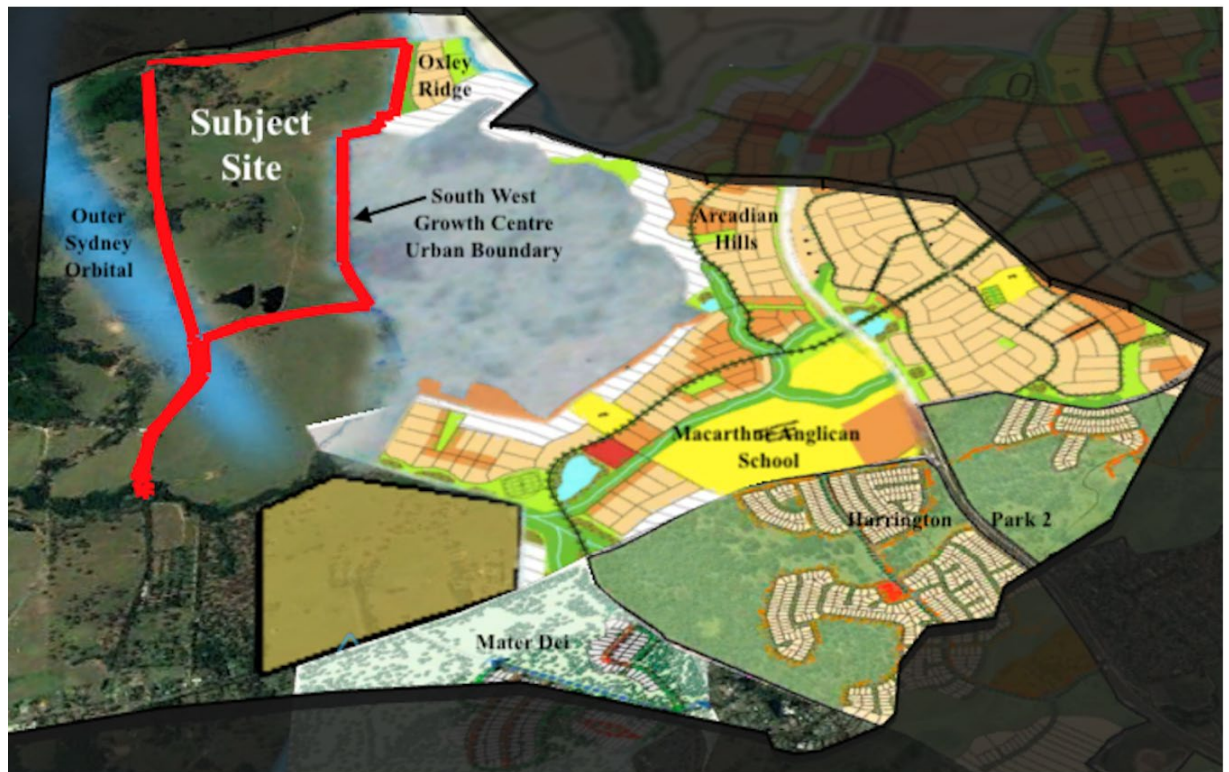 Oxley
Ridge
Subject
Site
South West
Growth Centre
Urban Boundary
Outer
Sydney
Orbital
Arcadian
Hills
Macarthur Anglican
School
Harrington Park 2
Mater Dei